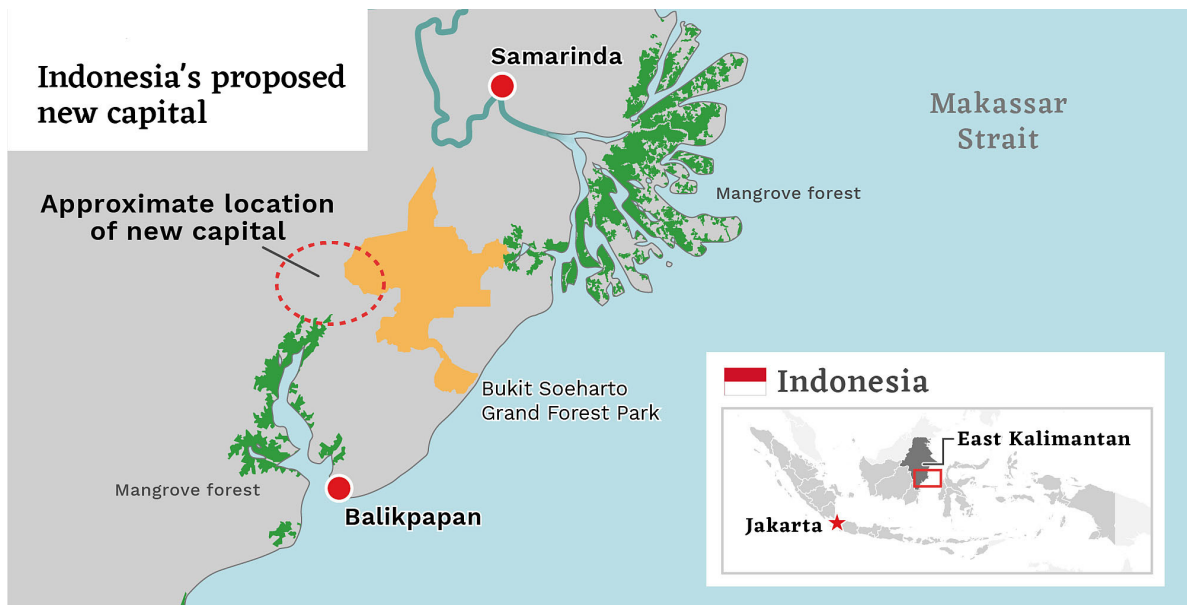 Indonesia's proposed
new capital
Samarinda
Makassar
Strait
Mangrove forest
Approximate location
of new capital
Bukit Soeharto
Grand Forest Park
Mangrove forest
Balikpapan
Indonesia
East Kalimantan
Jakarta